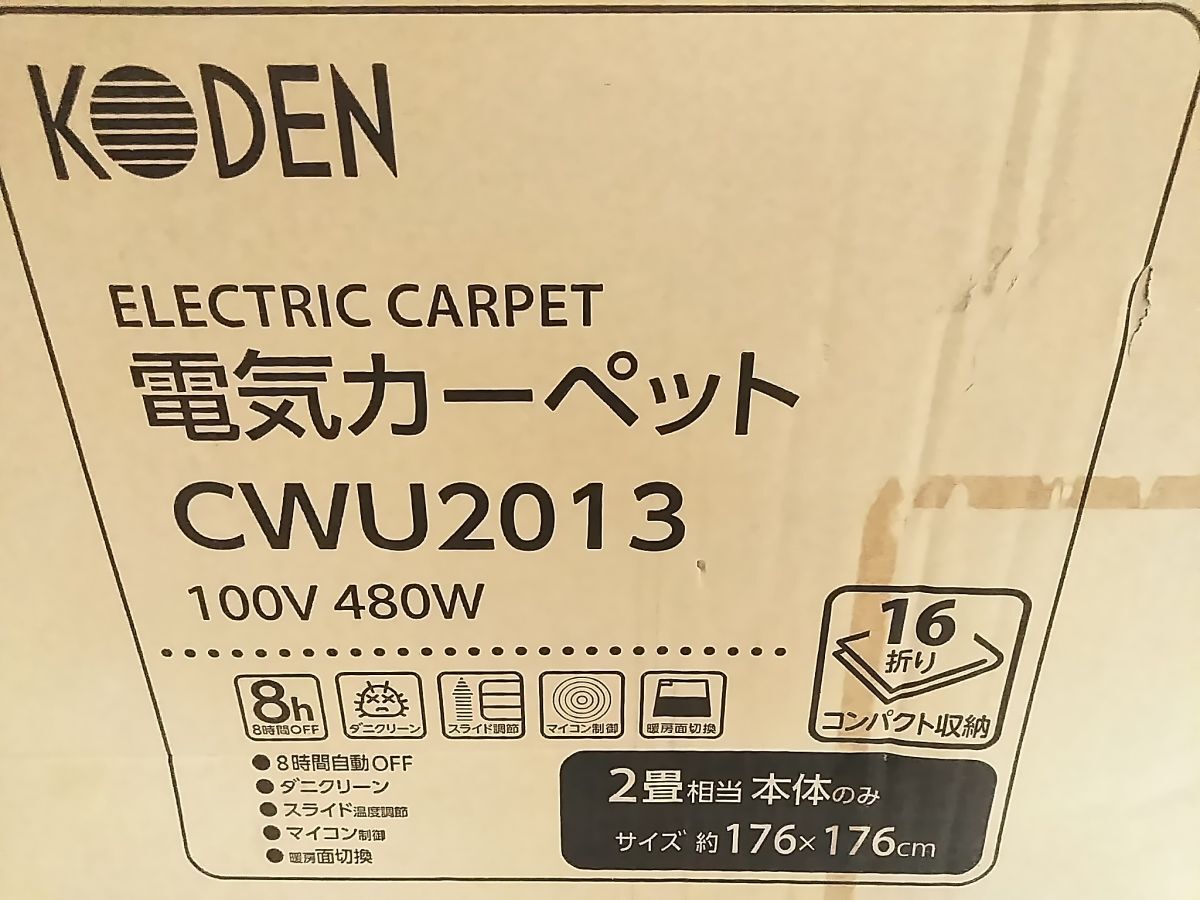 KODEN
ELECTRIC CARPET
電気カーペット
CWU2013
100V 480W
16
折り
コンパクト収納
8h
8時間OFF
ダニクリーン
スライド調節
マイコン制御
暖房面切換
●8時間自動OFF
●ダニクリーン
●スライド温度調節
●マイコン制御
●暖房面切換
2畳相当 本体のみ
サイズ 約176×176cm